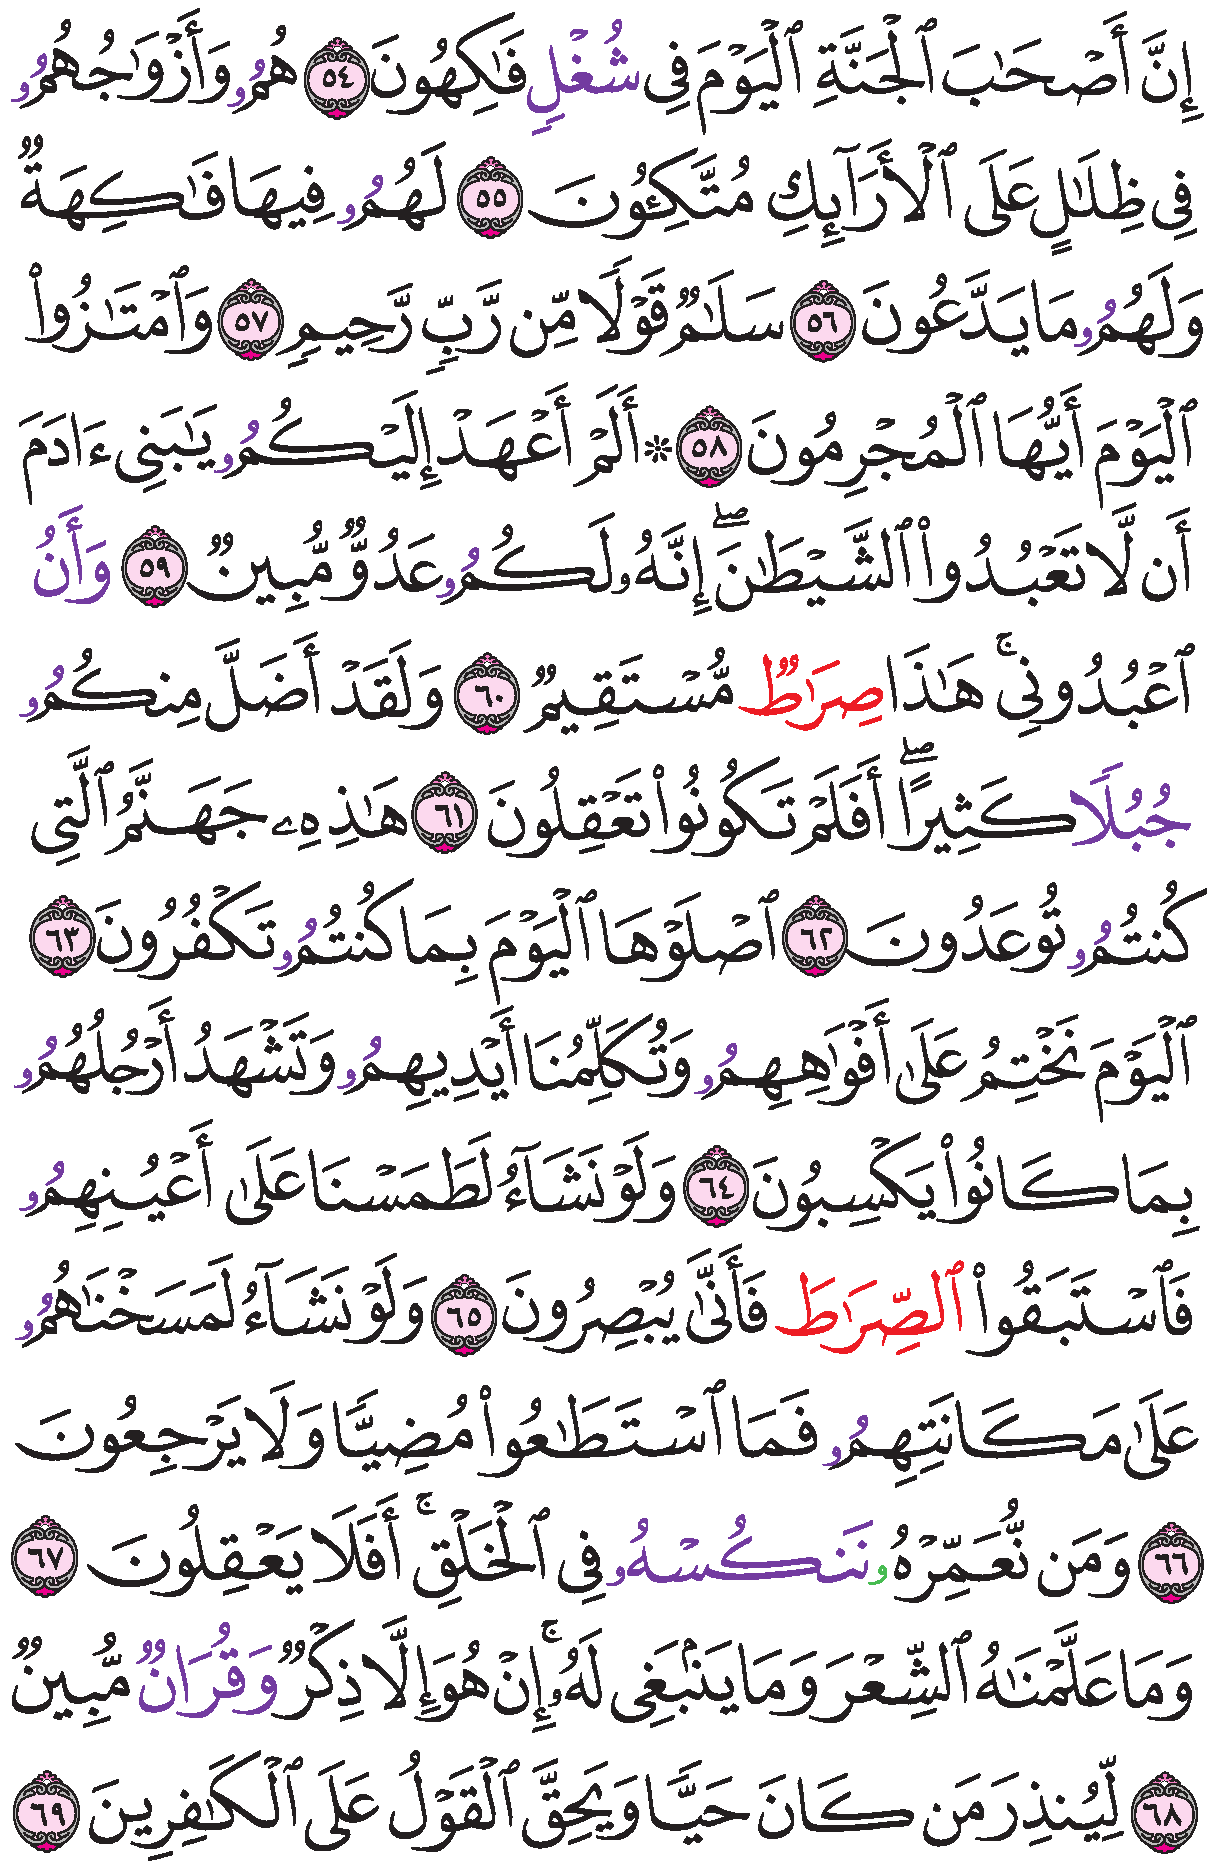 إِنَّ أَصْحَٰبَ ٱلْجَنَّةِ ٱلْيَوْمَ فِى شُغْلٍ فَٰكِهُونَ ٥٤ هُمُۥ وَأَزْوَٰجُهُمُۥ
فِى ظِلَٰلٍ عَلَى ٱلْأَرَآئِكِ مُتَّكِـُٔونَ ٥٥ لَهُمُۥ فِيهَا فَٰكِهَةٌ
وَلَهُمُۥ مَا يَدَّعُونَ ٥٦ سَلَٰمٌ قَوْلًا مِّن رَّبٍّ رَّحِيمٍ ٥٧ وَٱمْتَٰزُوا۟
ٱلْيَوْمَ أَيُّهَا ٱلْمُجْرِمُونَ ٥٨ ۞ أَلَمْ أَعْهَدْ إِلَيْكُمُۥ يَٰبَنِى ءَادَمَ
أَن لَّا تَعْبُدُوا۟ ٱلشَّيْطَٰنَ ۖ إِنَّهُۥ لَكُمُۥ عَدُوٌّ مُّبِينٌ ٥٩ وَأَنُ
ٱعْبُدُونِى ۚ هَٰذَا صِرَٰطٌ مُّسْتَقِيمٌ ٦٠ وَلَقَدْ أَضَلَّ مِنكُمُۥ
جُبُلًا كَثِيرًا ۖ أَفَلَمْ تَكُونُوا۟ تَعْقِلُونَ ٦١ هَٰذِهِۦ جَهَنَّمُ ٱلَّتِى
كُنتُمُۥ تُوعَدُونَ ٦٢ ٱصْلَوْهَا ٱلْيَوْمَ بِمَا كُنتُمُۥ تَكْفُرُونَ ٦٣
ٱلْيَوْمَ نَخْتِمُ عَلَىٰ أَفْوَٰهِهِمُۥ وَتُكَلِّمُنَا أَيْدِيهِمُۥ وَتَشْهَدُ أَرْجُلُهُمُۥ
بِمَا كَانُوا۟ يَكْسِبُونَ ٦٤ وَلَوْ نَشَآءُ لَطَمَسْنَا عَلَىٰ أَعْيُنِهِمُۥ
فَٱسْتَبَقُوا۟ ٱلصِّرَٰطَ فَأَنَّىٰ يُبْصِرُونَ ٦٥ وَلَوْ نَشَآءُ لَمَسَخْنَٰهُمُۥ
عَلَىٰ مَكَانَتِهِمُۥ فَمَا ٱسْتَطَٰعُوا۟ مُضِيًّا وَلَا يَرْجِعُونَ
٦٦ وَمَن نُّعَمِّرْهُۥ نَنكُسْهُۥ فِى ٱلْخَلْقِ ۚ أَفَلَا يَعْقِلُونَ ٦٧
وَمَا عَلَّمْنَٰهُ ٱلشِّعْرَ وَمَا يَنۢبَغِى لَهُۥ ۚ إِنْ هُوَ إِلَّا ذِكْرٌ وَقُرَانٌ مُّبِينٌ
٦٨ لِّيُنذِرَ مَن كَانَ حَيًّا وَيَحِقَّ ٱلْقَوْلُ عَلَى ٱلْكَٰفِرِينَ ٦٩